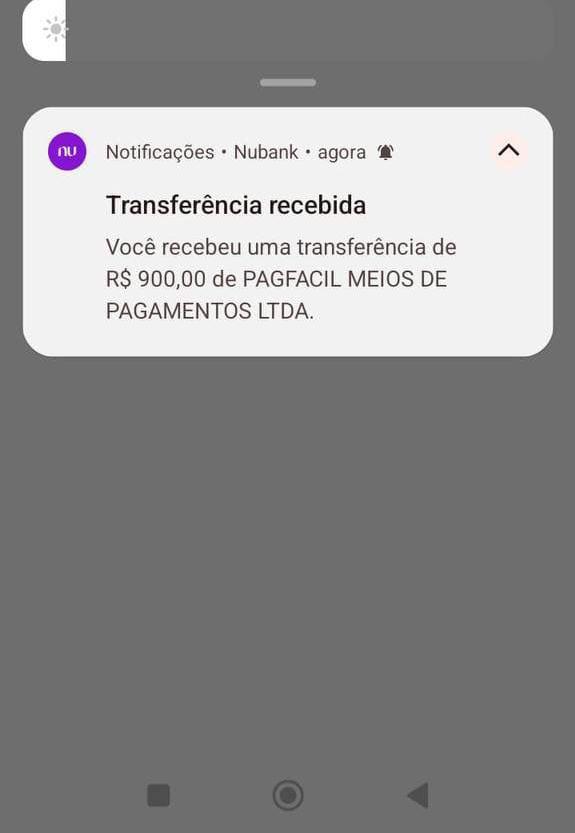 nu Notificações • Nubank • agora
Transferência recebida
Você recebeu uma transferência de
R$ 900,00 de PAGFACIL MEIOS DE
PAGAMENTOS LTDA.